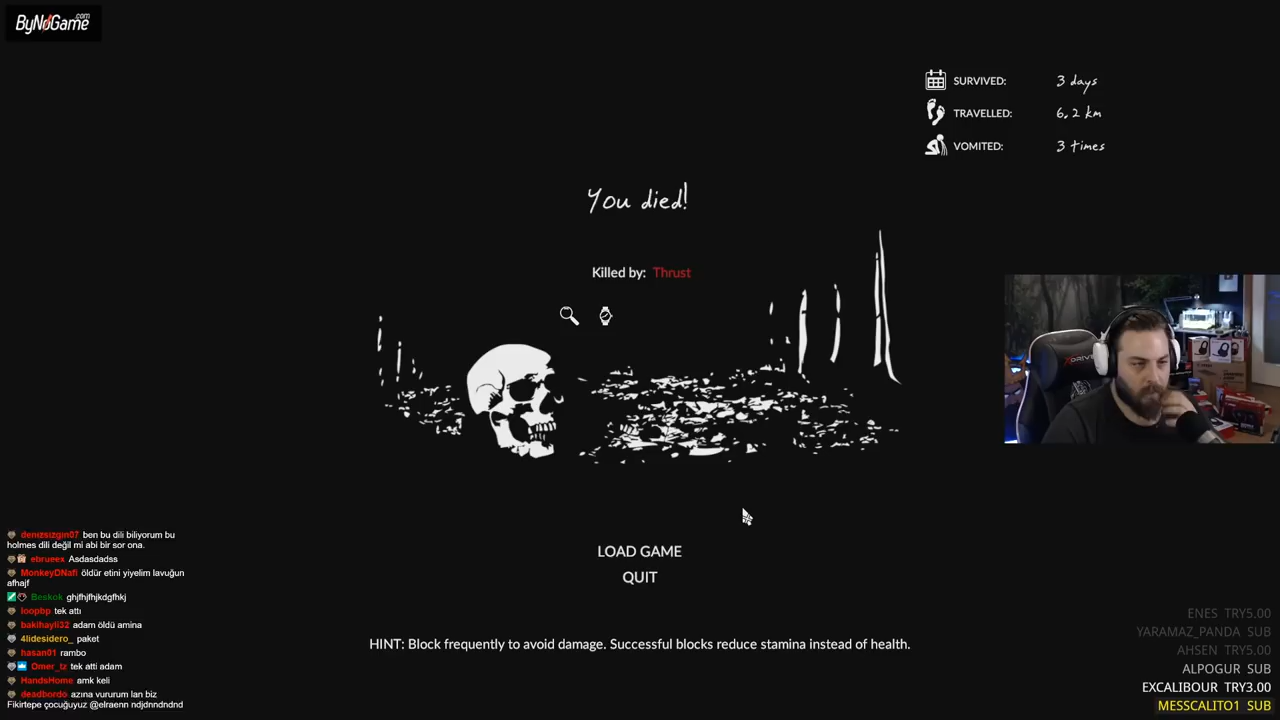 ByNoGame.com
SURVIVED: 3 days
TRAVELLED: 6.2 km
VOMITED: 3 times
You died!
Killed by: Thrust
LOAD GAME
QUIT
HINT: Block frequently to avoid damage. Successful blocks reduce stamina instead of health.
denizsizgin07 ben bu dili biliyorum bu
holmes dili değil mi abi bir sor ona.
ebrueex Asdasdadss
MonkeyDNafi öldür etini yiyelim lavuğun
afhajf
Beskok ghjfhjfhjkdgfhkj
loopbp tek attı
bakihayli32 adam öldü amina
4lidesidero_ paket
hasan01 rambo
Omer_tz tek atti adam
HandsHome amk keli
deadbordo azına vururum lan biz
Fikirtepe çocuğuyuz @elraenn ndjdnndndndnd
ENES TRY5.00
YARAMAZ_PANDA SUB
AHSEN TRY5.00
ALPOGUR SUB
EXCALIBOUR TRY3.00
MESSCALITO1 SUB